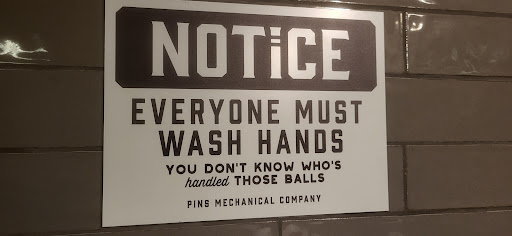 NOTICE
EVERYONE MUST
WASH HANDS
YOU DON'T KNOW WHO'S
handled THOSE BALLS
PINS MECHANICAL COMPANY